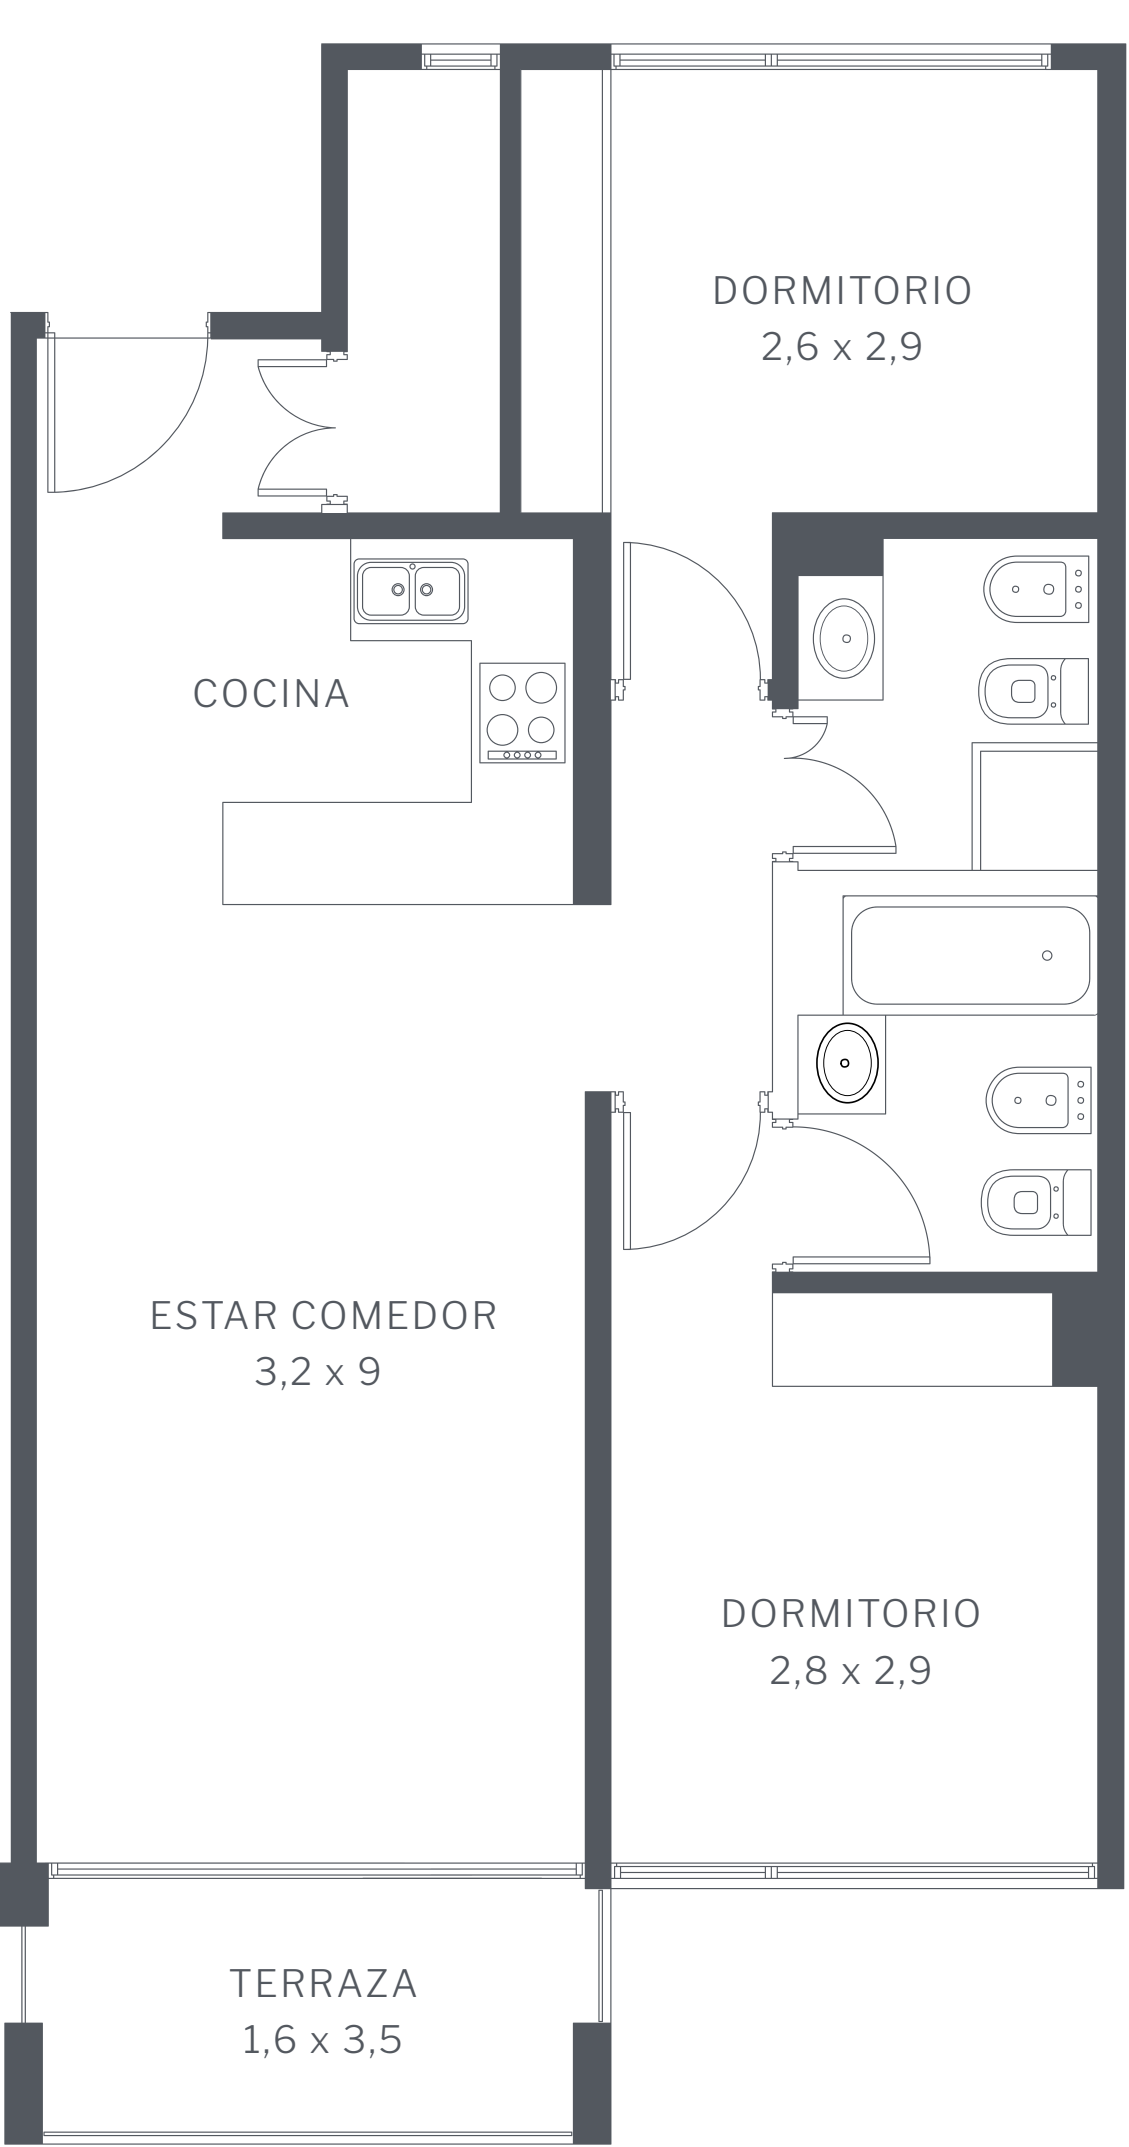 DORMITORIO
2,6 x 2,9
COCINA
ESTAR COMEDOR
3,2 x 9
DORMITORIO
2,8 x 2,9
TERRAZA
1,6 x 3,5